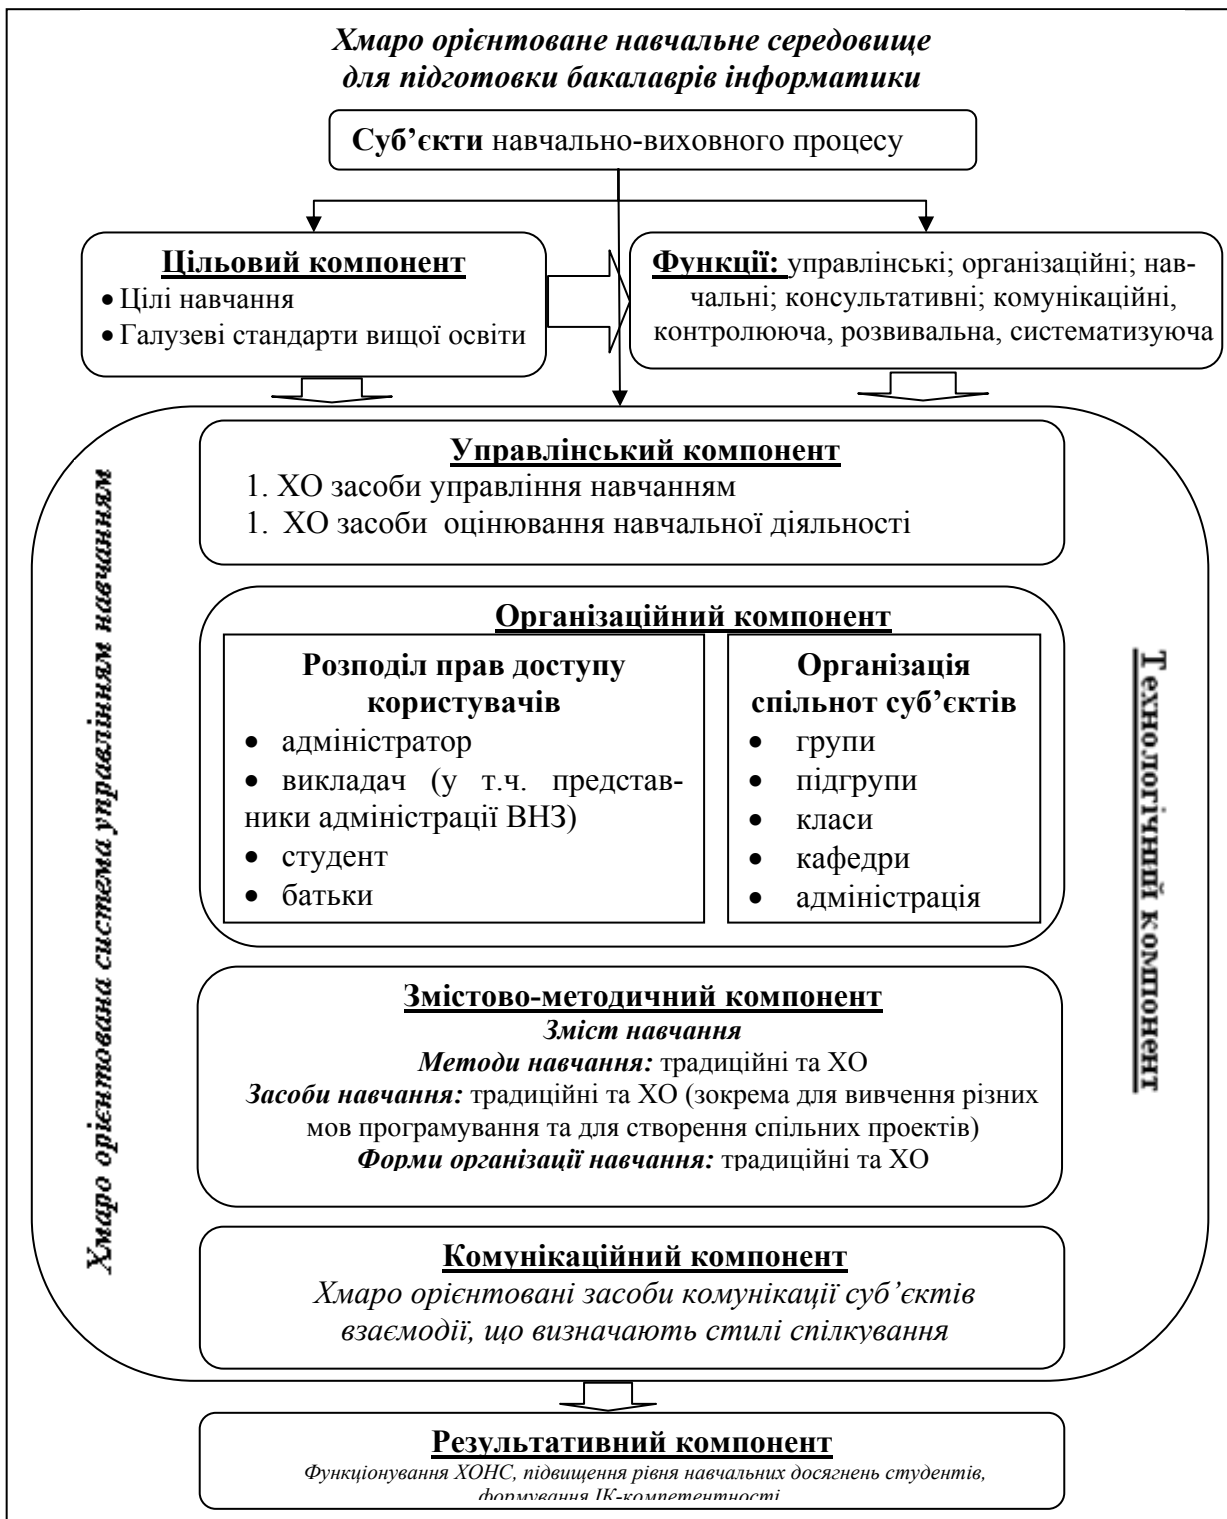 Хмаро орієнтоване навчальне середовище
для підготовки бакалаврів інформатики
Суб’єкти навчально-виховного процесу
Цільовий компонент
• Цілі навчання
• Галузеві стандарти вищої освіти
Функції: управлінські; організаційні; нав-
чальні; консультативні; комунікаційні,
контролююча, розвивальна, систематизуюча
Хмаро орієнтована система управлінням навчанням
Управлінський компонент
1. ХО засоби управління навчанням
1. ХО засоби оцінювання навчальної діяльності
Організаційний компонент
Розподіл прав доступу
користувачів
• адміністратор
• викладач (у т.ч. представ-
ники адміністрації ВНЗ)
• студент
• батьки
Організація
спільнот суб’єктів
• групи
• підгрупи
• класи
• кафедри
• адміністрація
Технологічний компонент
Змістово-методичний компонент
Зміст навчання
Методи навчання: традиційні та ХО
Засоби навчання: традиційні та ХО (зокрема для вивчення різних
мов програмування та для створення спільних проектів)
Форми організації навчання: традиційні та ХО
Комунікаційний компонент
Хмаро орієнтовані засоби комунікації суб’єктів
взаємодії, що визначають стилі спілкування
Результативний компонент
Функціонування ХОНС, підвищення рівня навчальних досягнень студентів,
формування ІК-компетентності